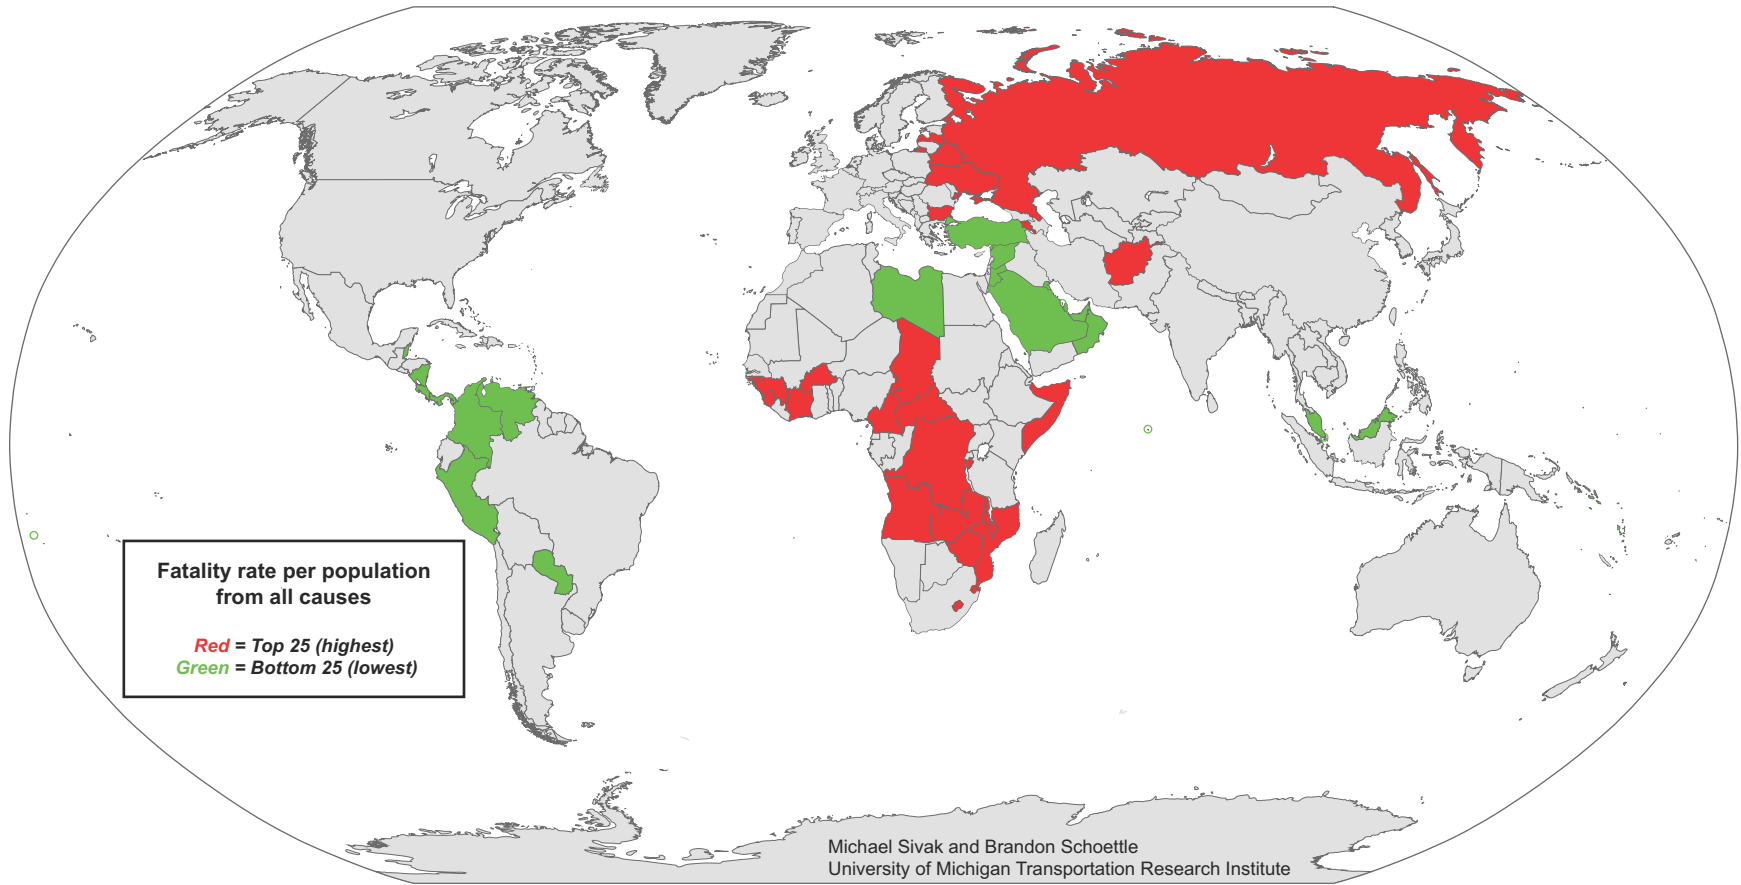 Fatality rate per population
from all causes
Red = Top 25 (highest)
Green = Bottom 25 (lowest)
Michael Sivak and Brandon Schoettle
University of Michigan Transportation Research Institute